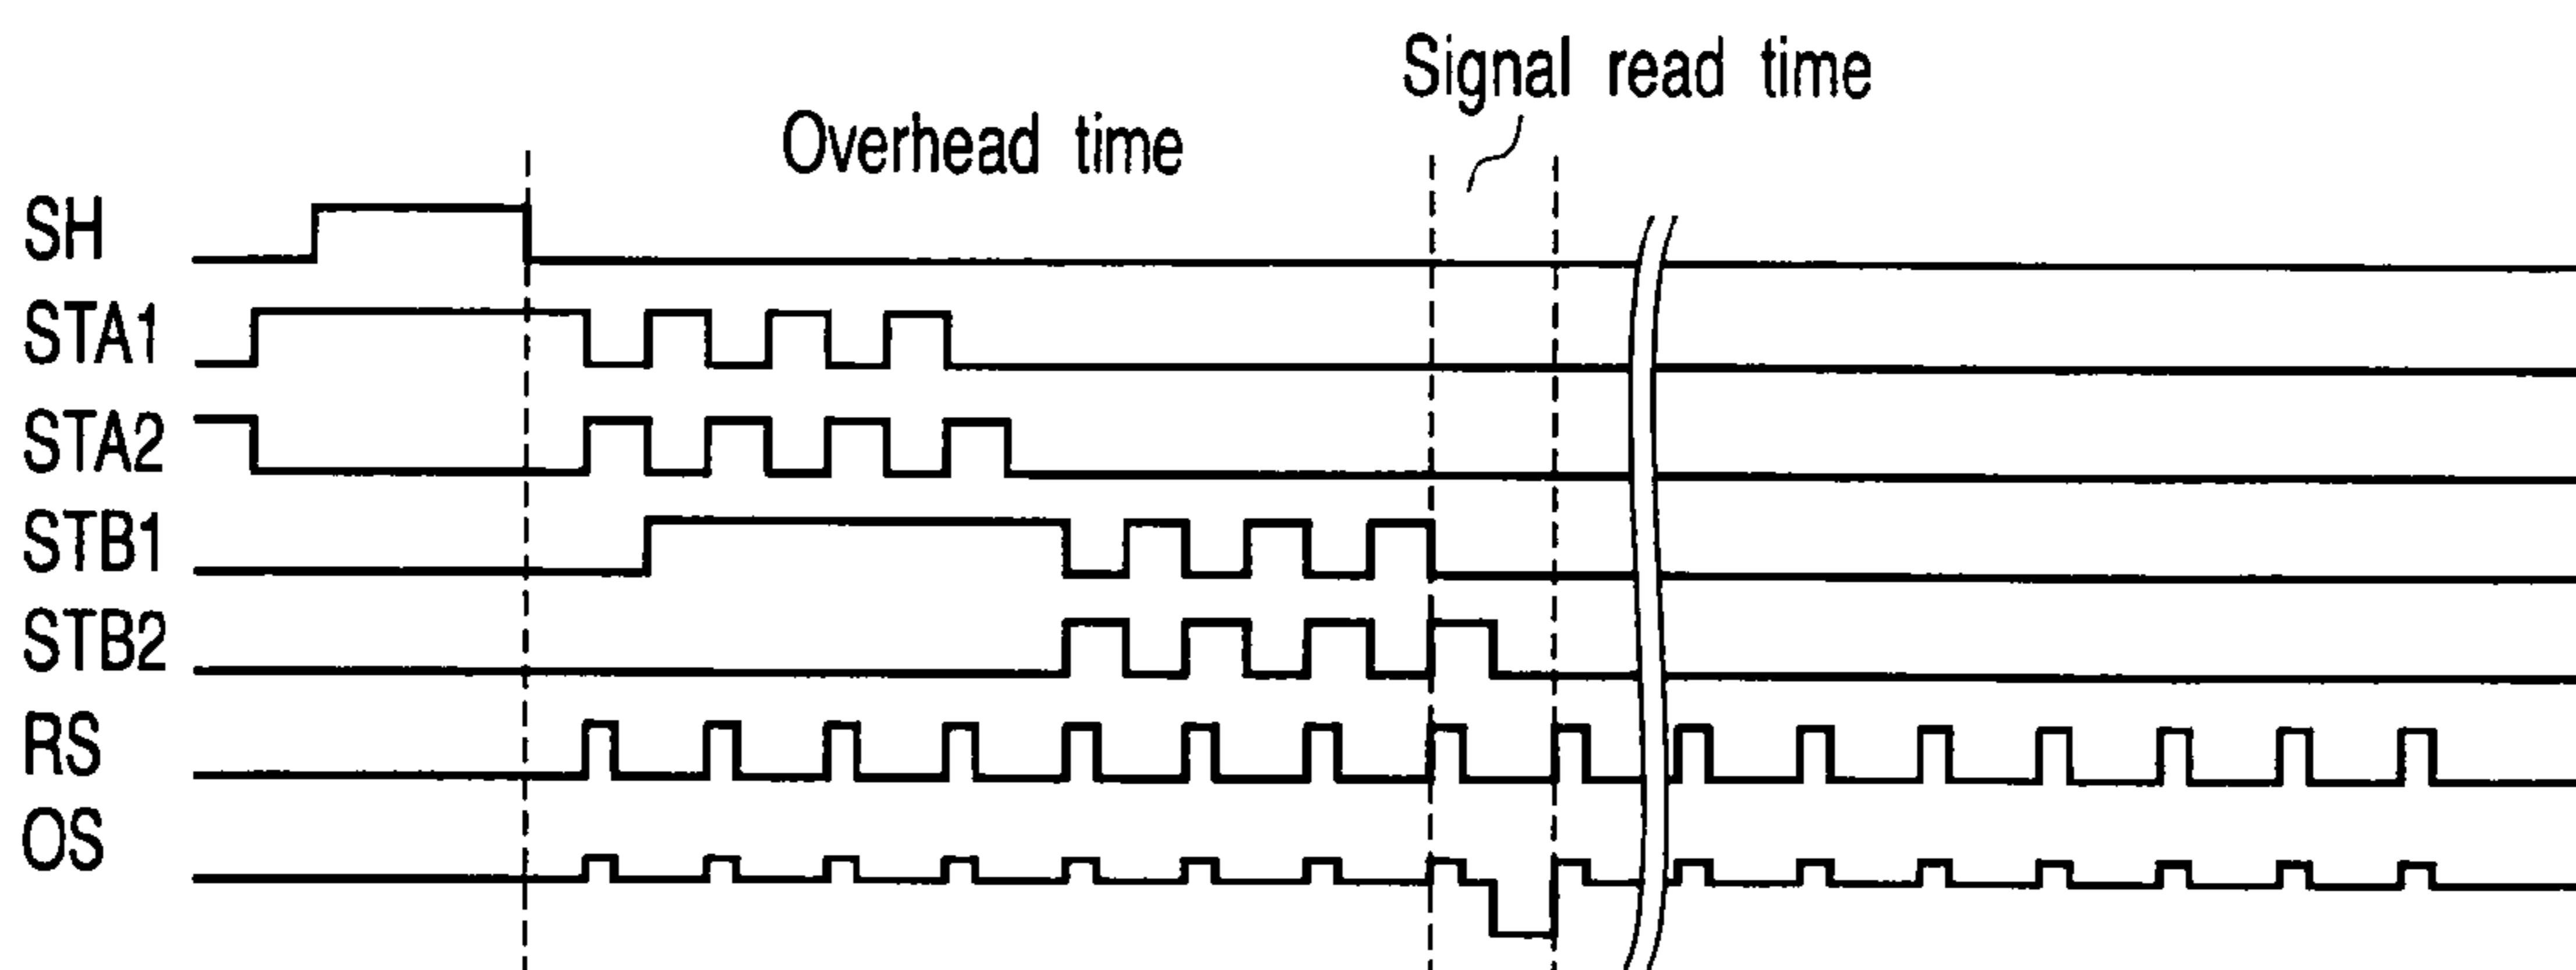 Signal read time
Overhead time
SH
STA1
STA2
STB1
STB2
RS
OS